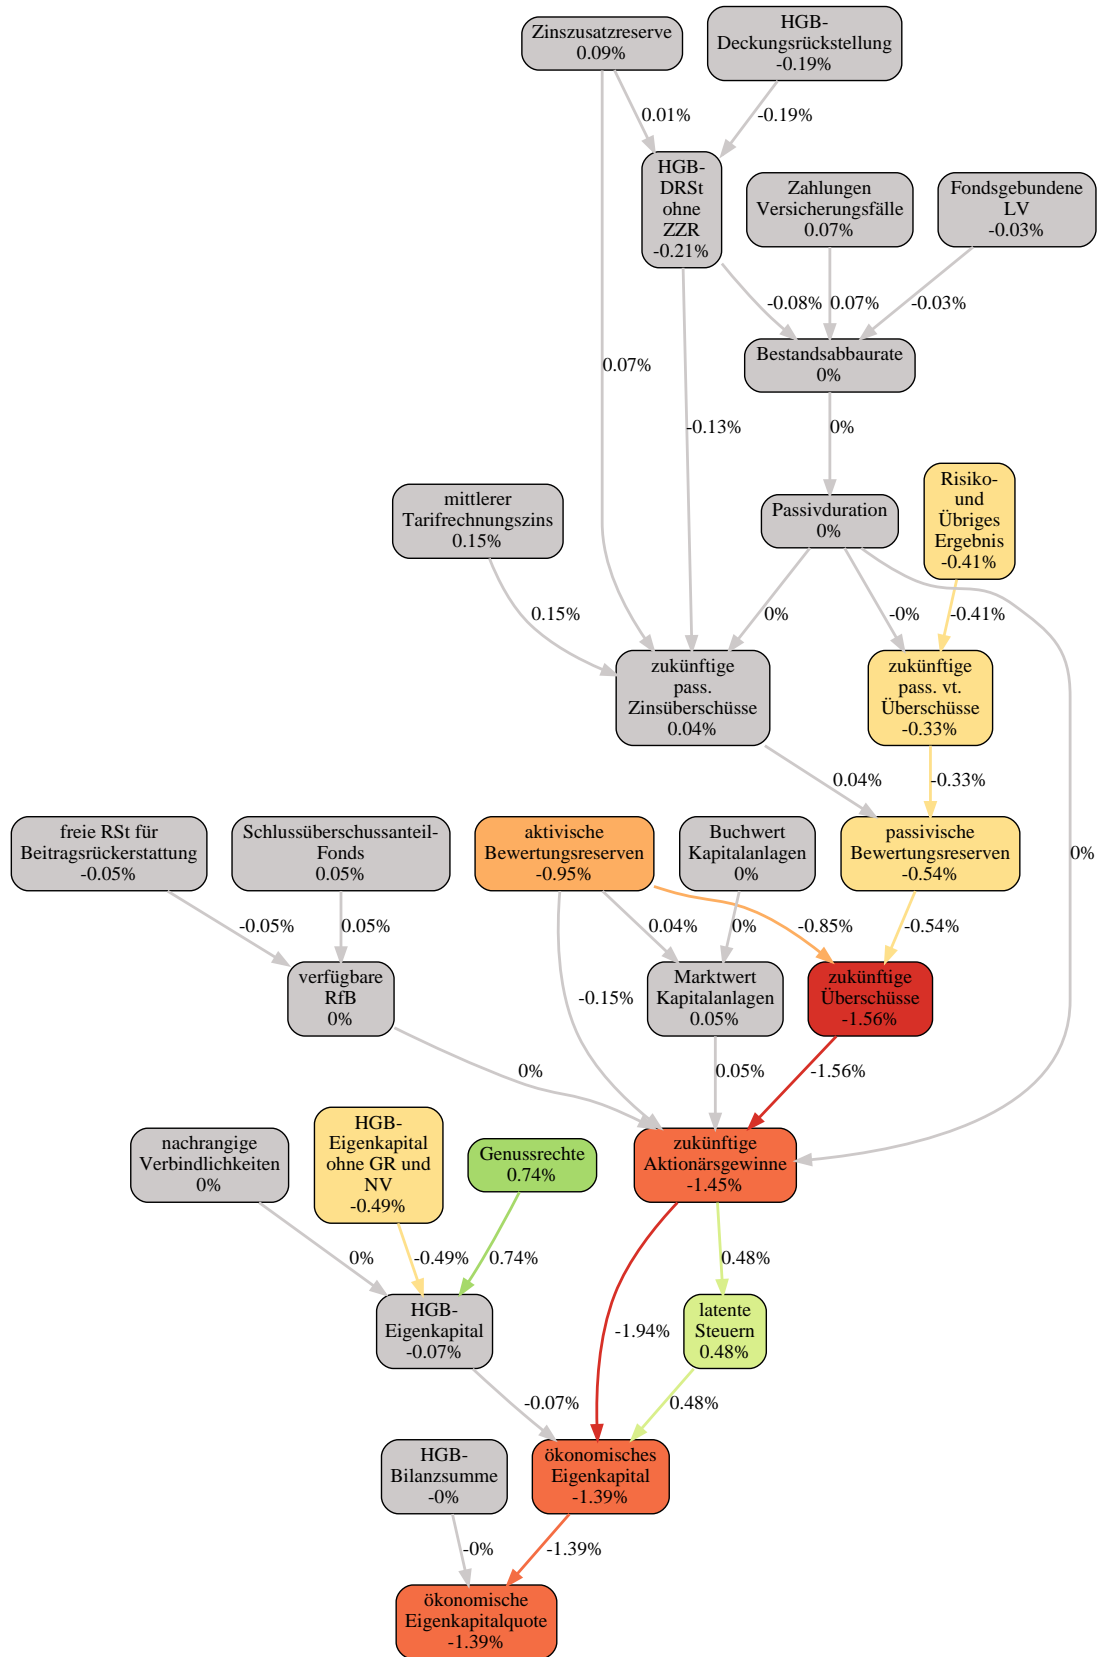 Zinszusatzreserve
0.09%
HGB-
Deckungsrückstellung
-0.19%
0.01%
-0.19%
HGB-
DRSt
ohne
ZZR
-0.21%
Zahlungen
Versicherungsfälle
0.07%
Fondsgebundene
LV
-0.03%
-0.08%
0.07%
-0.03%
Bestandsabbaurate
0%
0.07%
-0.13%
0%
mittlerer
Tarifrechnungszins
0.15%
Passivduration
0%
Risiko-
und
Übriges
Ergebnis
-0.41%
0.15%
0%
-0%
-0.41%
zukünftige
pass.
Zinsüberschüsse
0.04%
zukünftige
pass. vt.
Überschüsse
-0.33%
0.04%
-0.33%
freie RSt für
Beitragsrückerstattung
-0.05%
Schlussüberschussanteil-
Fonds
0.05%
aktivische
Bewertungsreserven
-0.95%
Buchwert
Kapitalanlagen
0%
passivische
Bewertungsreserven
-0.54%
0%
-0.05%
0.05%
0.04%
0%
-0.85%
-0.54%
verfügbare
RfB
0%
-0.15%
Marktwert
Kapitalanlagen
0.05%
zukünftige
Überschüsse
-1.56%
0%
0.05%
-1.56%
nachrangige
Verbindlichkeiten
0%
HGB-
Eigenkapital
ohne GR und
NV
-0.49%
Genussrechte
0.74%
zukünftige
Aktionärsgewinne
-1.45%
0%
-0.49%
0.74%
0.48%
HGB-
Eigenkapital
-0.07%
-1.94%
latente
Steuern
0.48%
-0.07%
0.48%
HGB-
Bilanzsumme
-0%
ökonomisches
Eigenkapital
-1.39%
-0%
-1.39%
ökonomische
Eigenkapitalquote
-1.39%